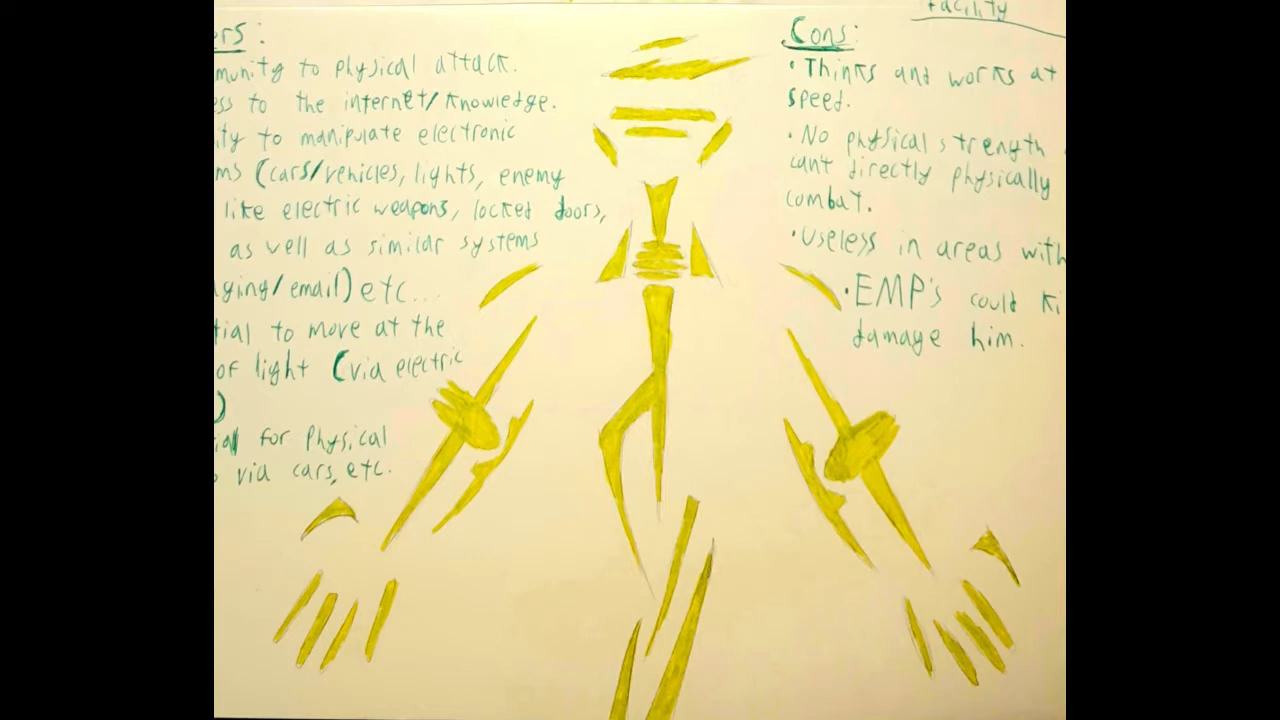 Facility
ers:
munity to physical attack.
ess to the internet/knowledge.
ity to manipulate electronic
ms (cars/vehicles, lights, enemy
like electric weapons, locked doors,
as well as similar systems
ging/email) etc...
tial to move at the
of light (via electric
)
ial for physical
via cars, etc.
Cons:
• Thinks and works at
speed.
• No physical strength
cant directly physically
combat.
• Useless in areas with
• EMP's could ki
damage him.